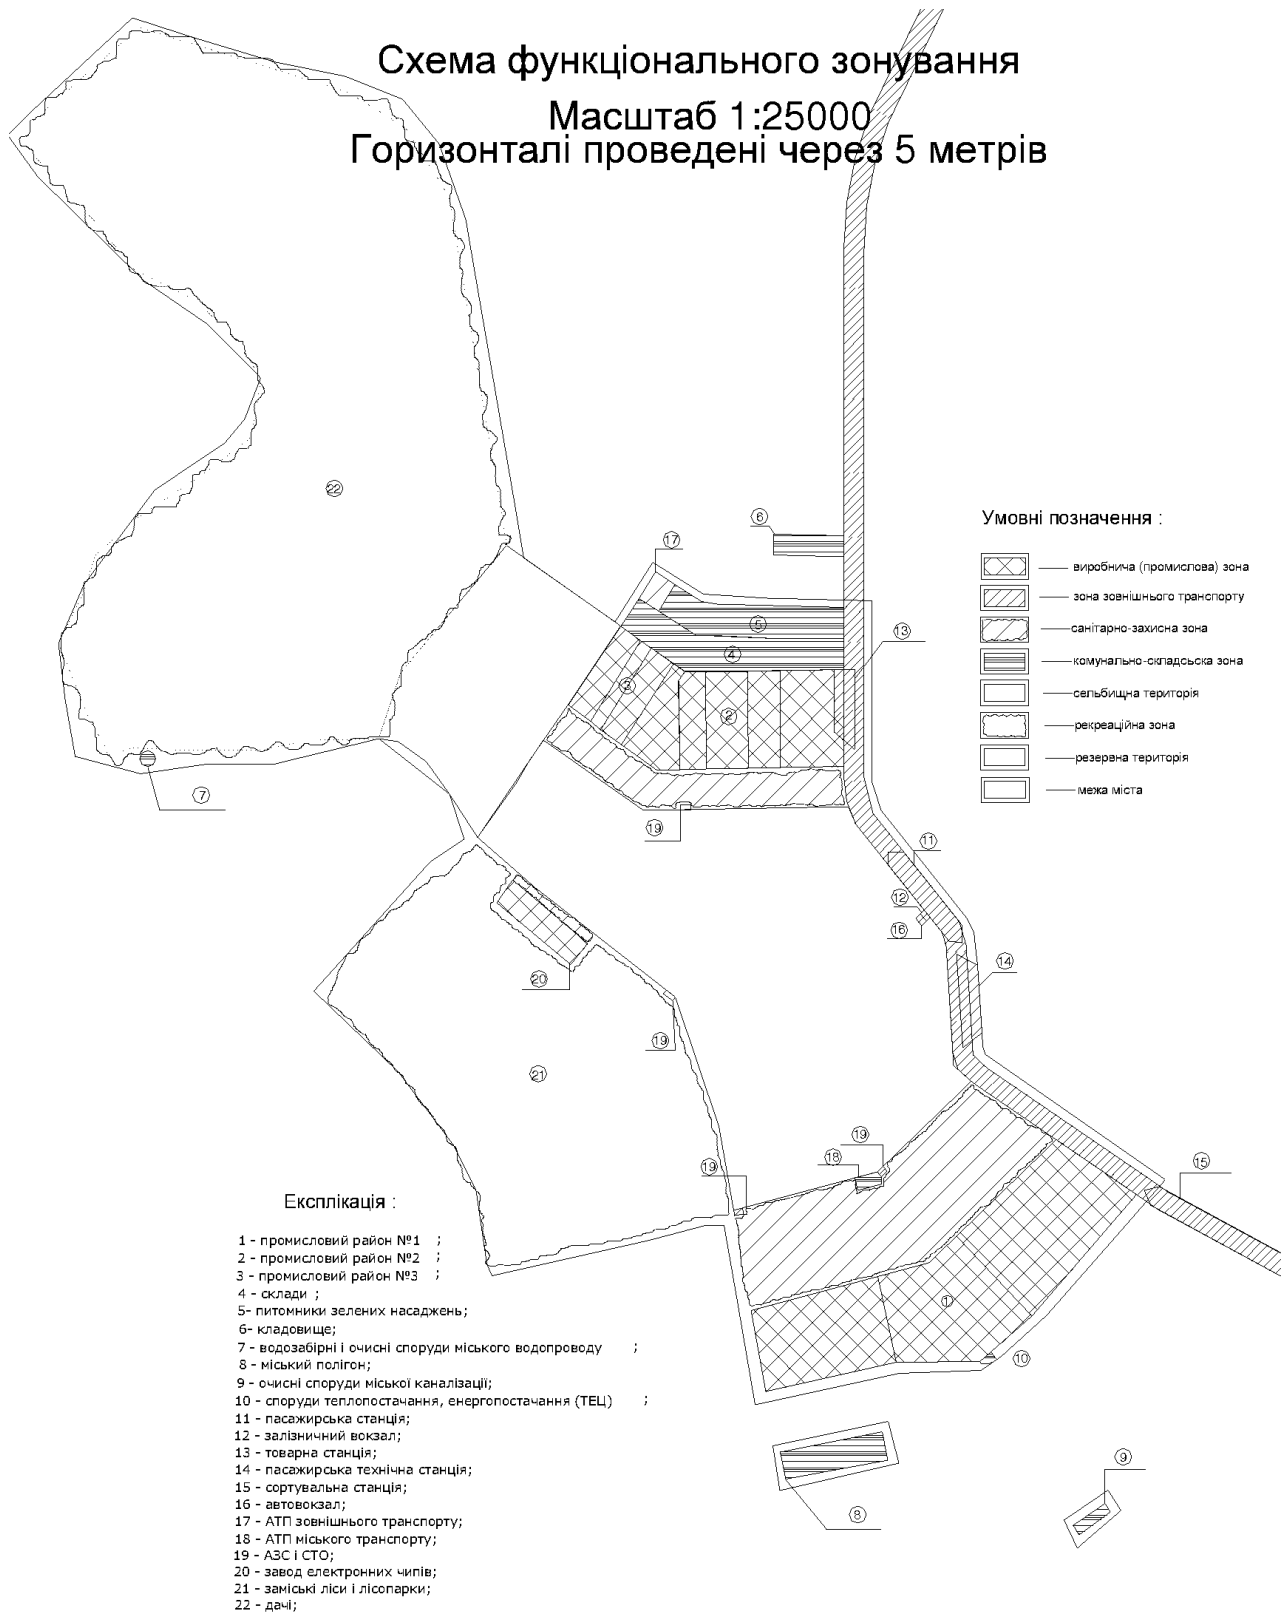 Схема функціонального зонування
Масштаб 1:25000
Горизонталі проведені через 5 метрів
22
6
17
5
13
4
3
2
7
19
11
12
16
14
20
19
21
19
18
19
15
1
10
8
9
Умовні позначення :
виробнича (промислова) зона
зона зовнішнього транспорту
санітарно-захисна зона
комунально-складсьска зона
сельбищна територія
рекреаційна зона
резервна територія
межа міста
Експлікація :
1 - промисловий район №1 ;
2 - промисловий район №2 ;
3 - промисловий район №3 ;
4 - склади ;
5- питомники зелених насаджень;
6- кладовище;
7 - водозабірні і очисні споруди міського водопроводу ;
8 - міський полігон;
9 - очисні споруди міської каналізації;
10 - споруди теплопостачання, енергопостачання (ТЕЦ) ;
11 - пасажирська станція;
12 - залізничний вокзал;
13 - товарна станція;
14 - пасажирська технічна станція;
15 - сортувальна станція;
16 - автовокзал;
17 - АТП зовнішнього транспорту;
18 - АТП міського транспорту;
19 - АЗС і СТО;
20 - завод електронних чипів;
21 - заміські ліси і лісопарки;
22 - дачі;